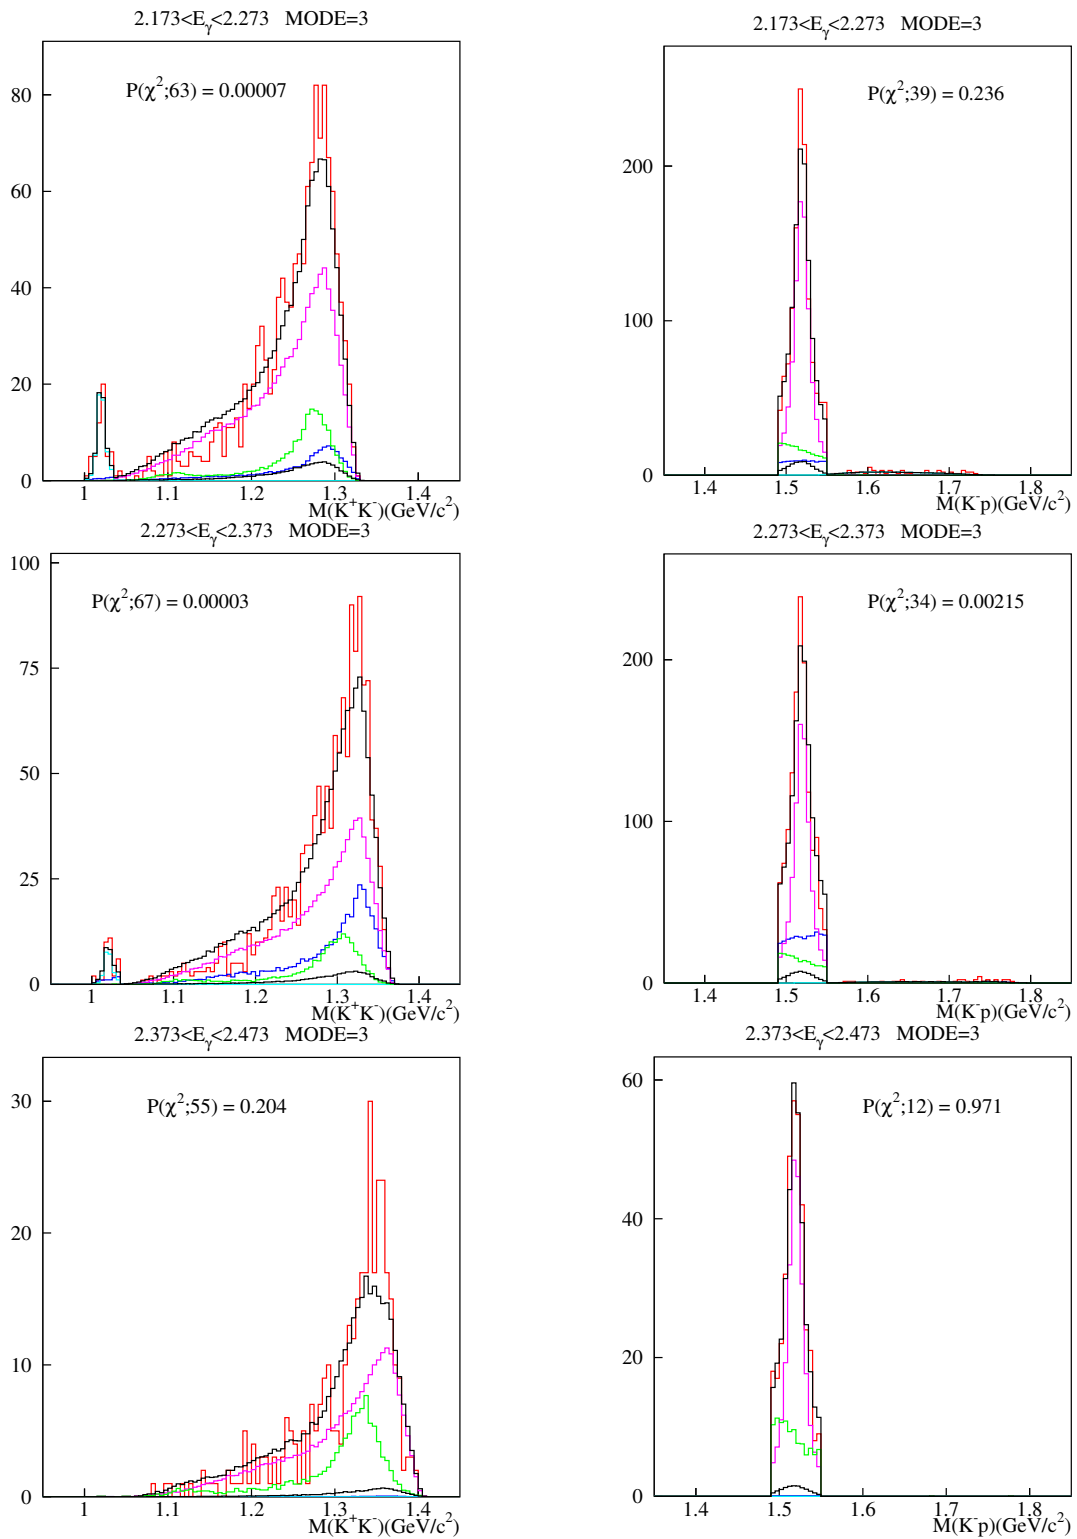 2.173<Eγ<2.273 MODE=3
P(χ²;63) = 0.00007
80
60
40
20
0
1 1.1 1.2 1.3 1.4
M(K⁺K⁻)(GeV/c²)
2.173<Eγ<2.273 MODE=3
P(χ²;39) = 0.236
200
100
0
1.4 1.5 1.6 1.7 1.8
M(K⁻p)(GeV/c²)
2.273<Eγ<2.373 MODE=3
P(χ²;67) = 0.00003
100
75
50
25
0
1 1.1 1.2 1.3 1.4
M(K⁺K⁻)(GeV/c²)
2.273<Eγ<2.373 MODE=3
P(χ²;34) = 0.00215
200
100
0
1.4 1.5 1.6 1.7 1.8
M(K⁻p)(GeV/c²)
2.373<Eγ<2.473 MODE=3
P(χ²;55) = 0.204
30
20
10
0
1 1.1 1.2 1.3 1.4
M(K⁺K⁻)(GeV/c²)
2.373<Eγ<2.473 MODE=3
P(χ²;12) = 0.971
60
40
20
0
1.4 1.5 1.6 1.7 1.8
M(K⁻p)(GeV/c²)